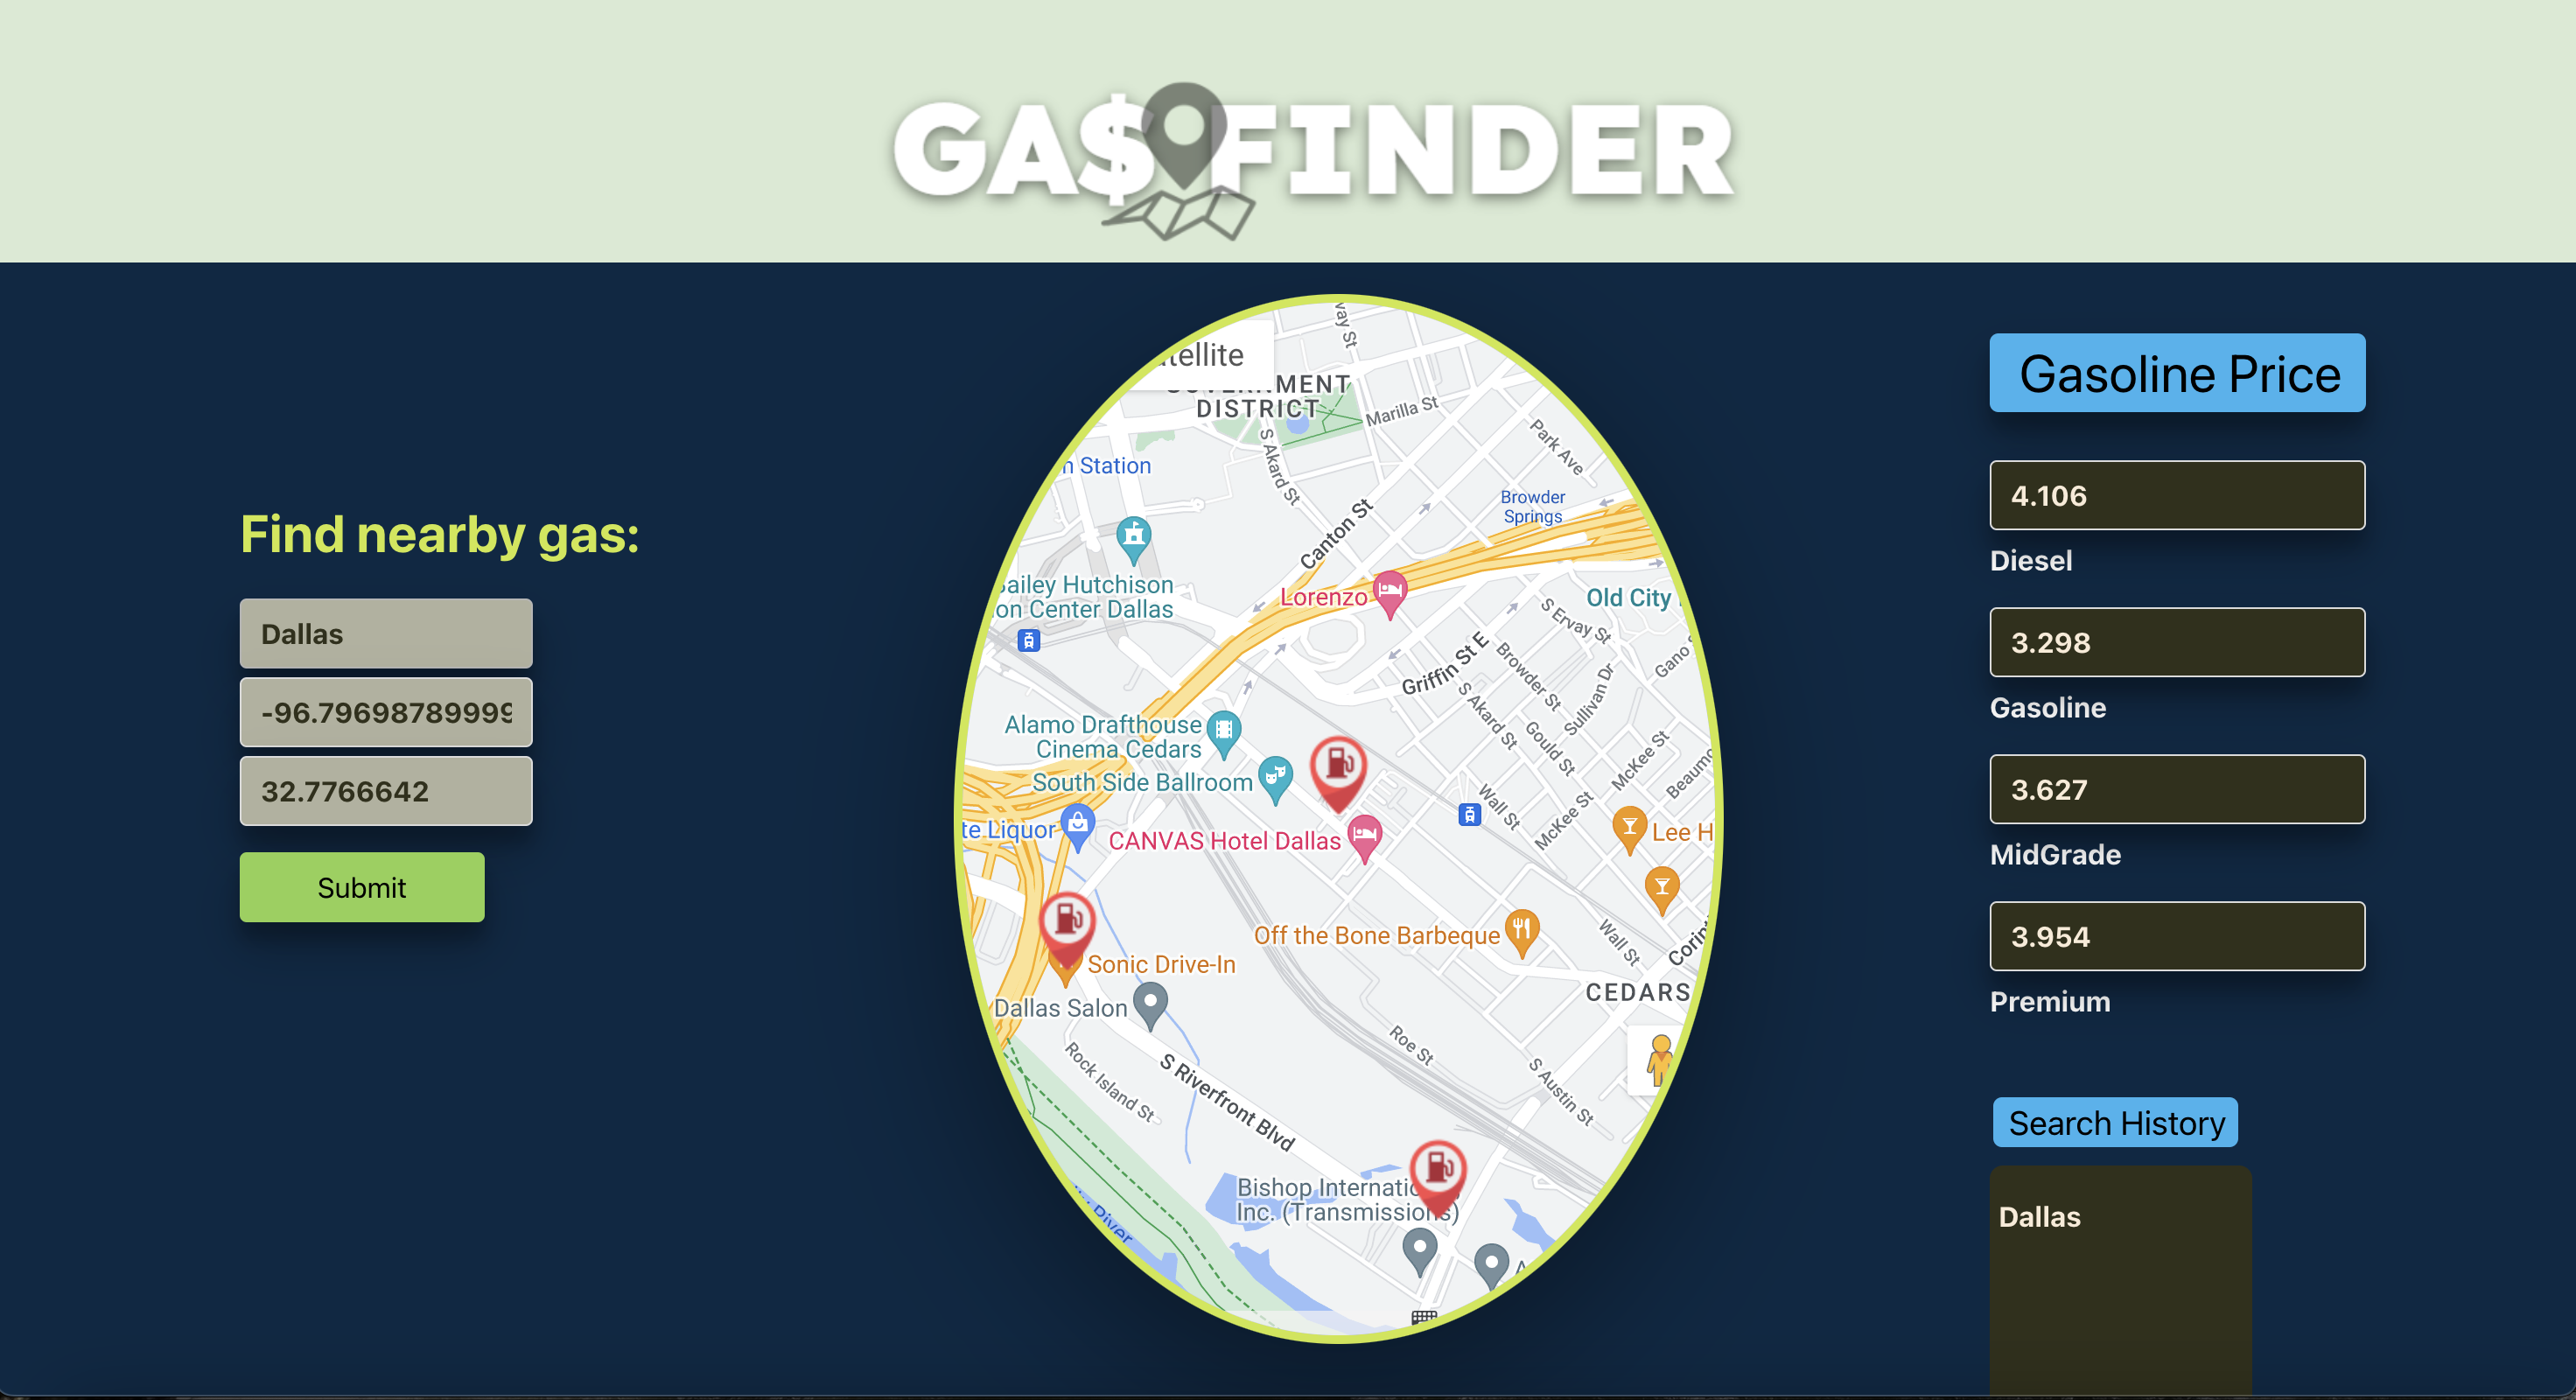 GA$ FINDER
Find nearby gas:
Dallas
-96.79698789999
32.7766642
Submit
way St
tellite
GOVERNMENT
DISTRICT
Marilla St
S Akard St
Park Ave
n Station
Browder
Springs
Canton St
Bailey Hutchison
on Center Dallas
Lorenzo
Old City
S Ervay St
Griffin St E
Browder St
Gano S
Sullivan Dr
S Akard St
Gould St
McKee St
Beaumo
Alamo Drafthouse
Cinema Cedars
South Side Ballroom
Wall St
McKee St
te Liquor
CANVAS Hotel Dallas
Lee H
Off the Bone Barbeque
Wall St
Corint
Sonic Drive-In
Dallas Salon
CEDARS
Rock Island St
S Riverfront Blvd
Roe St
S Austin St
Bishop Internatio
Inc. (Transmissions)
River
A
Gasoline Price
4.106
Diesel
3.298
Gasoline
3.627
MidGrade
3.954
Premium
Search History
Dallas